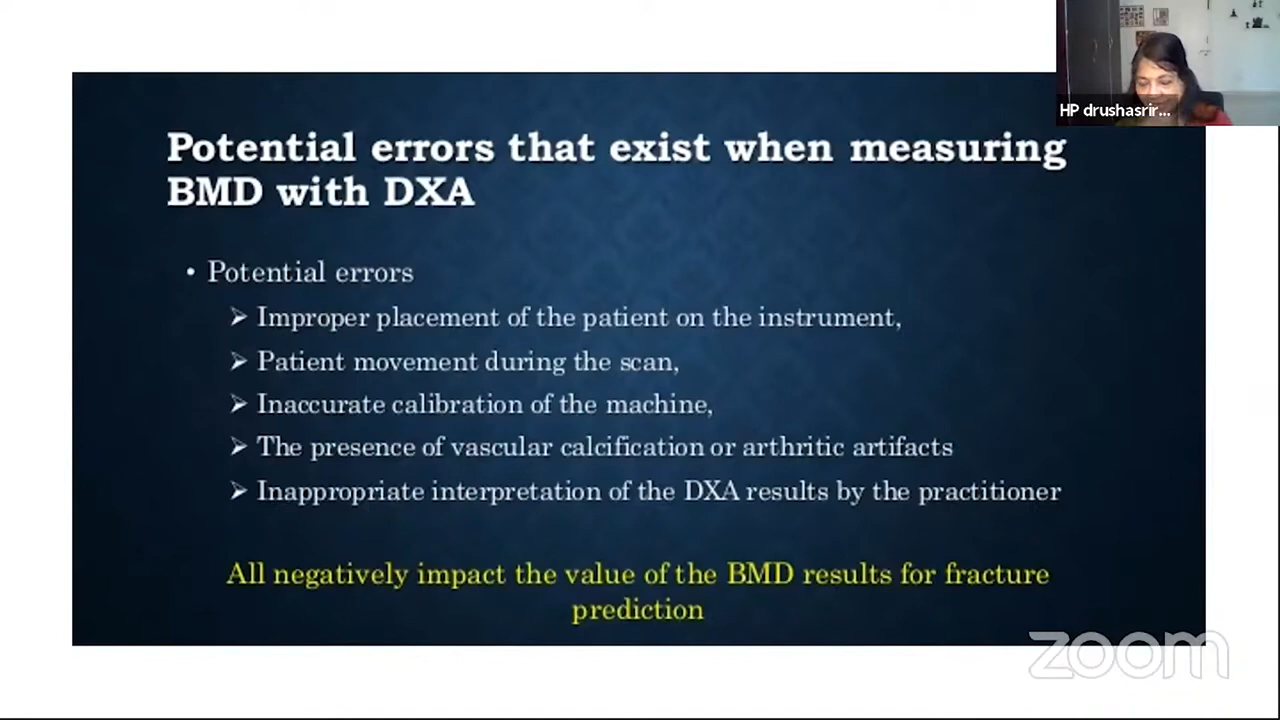 HP drushasrir...
Potential errors that exist when measuring
BMD with DXA
• Potential errors
➢ Improper placement of the patient on the instrument,
➢ Patient movement during the scan,
➢ Inaccurate calibration of the machine,
➢ The presence of vascular calcification or arthritic artifacts
➢ Inappropriate interpretation of the DXA results by the practitioner
All negatively impact the value of the BMD results for fracture
prediction
zoom